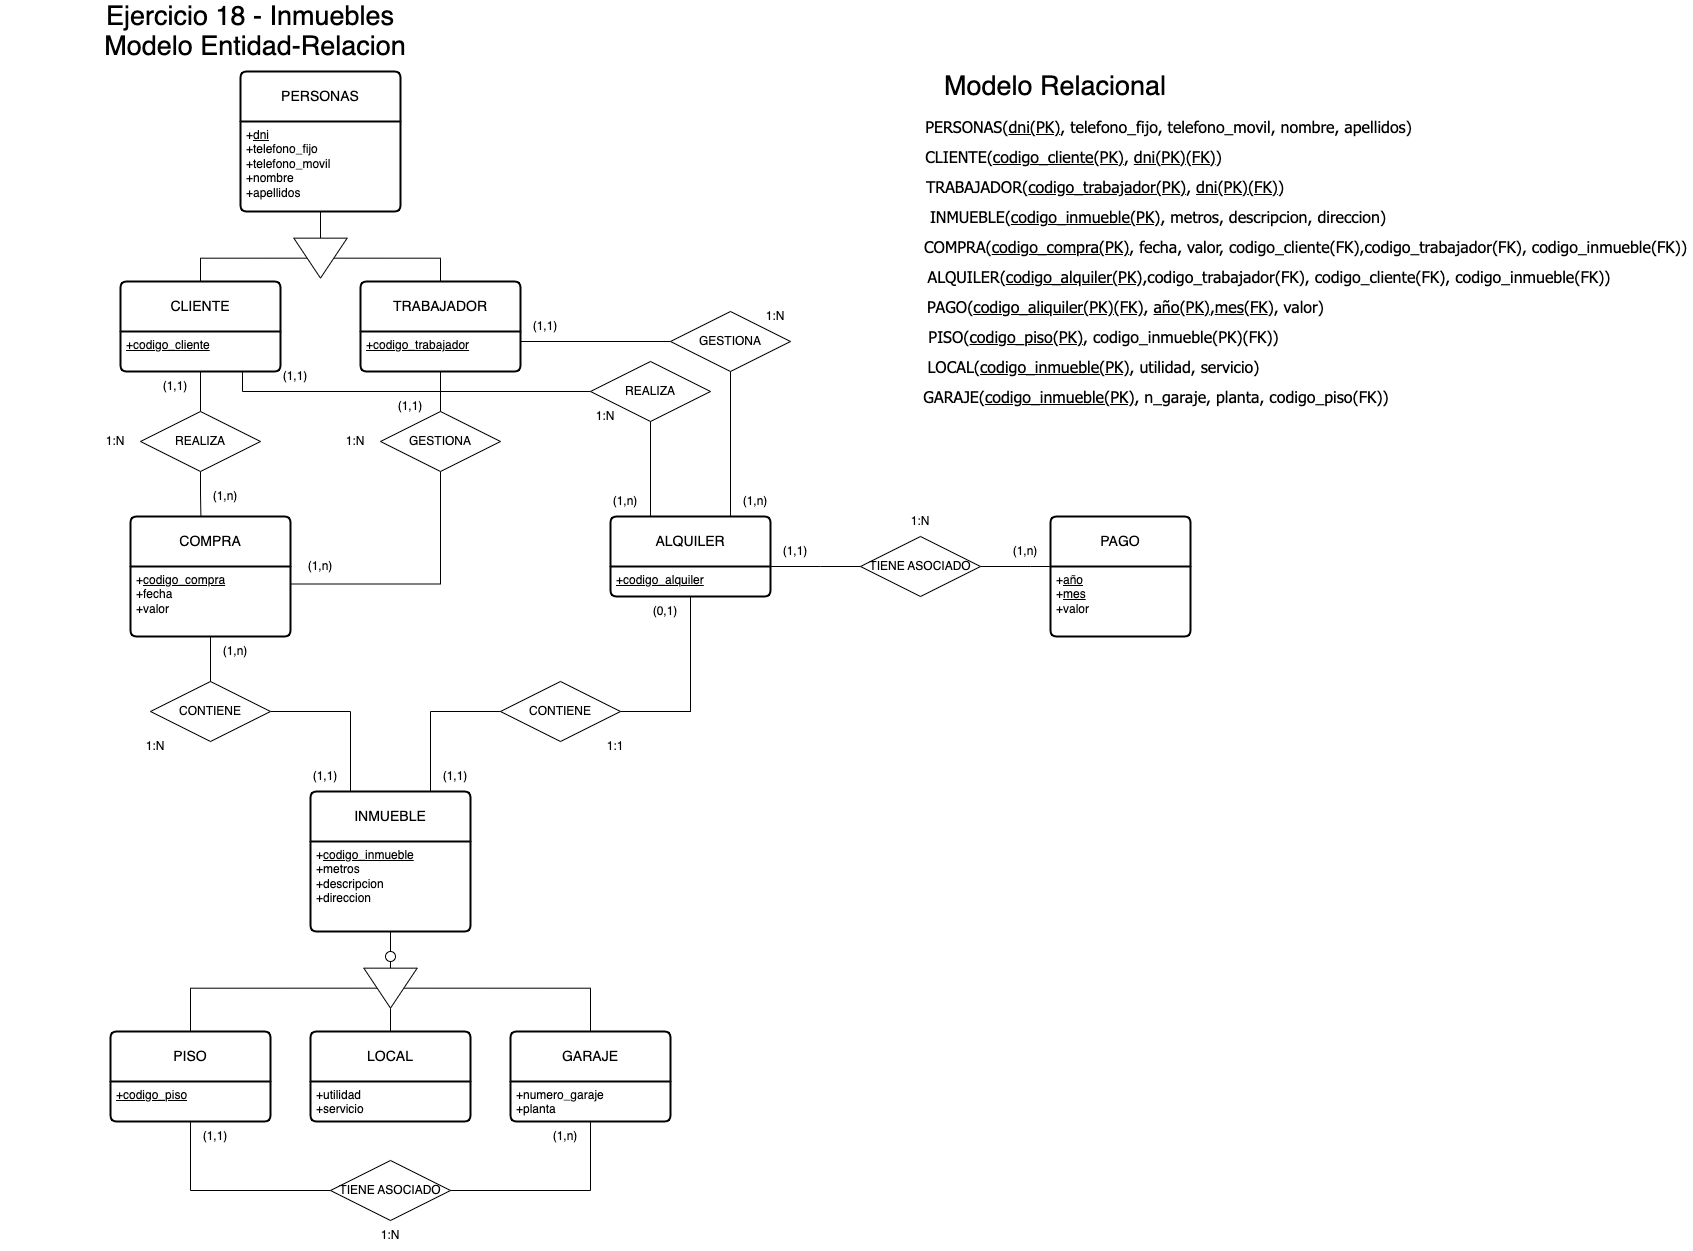 Ejercicio 18 - Inmuebles
Modelo Entidad-Relacion
PERSONAS
+dni
+telefono_fijo
+telefono_movil
+nombre
+apellidos
CLIENTE
+codigo_cliente
TRABAJADOR
+codigo_trabajador
(1,1)
1:N
GESTIONA
(1,1)
(1,1)
REALIZA
1:N
(1,1)
1:N
REALIZA
1:N
GESTIONA
(1,n)
(1,n)
(1,n)
COMPRA
+codigo_compra
+fecha
+valor
(1,n)
ALQUILER
+codigo_alquiler
(1,1)
1:N
TIENE ASOCIADO
(1,n)
PAGO
+año
+mes
+valor
(0,1)
(1,n)
CONTIENE
1:N
CONTIENE
1:1
(1,1)
(1,1)
INMUEBLE
+codigo_inmueble
+metros
+descripcion
+direccion
PISO
+codigo_piso
LOCAL
+utilidad
+servicio
GARAJE
+numero_garaje
+planta
(1,1)
(1,n)
TIENE ASOCIADO
1:N
Modelo Relacional
PERSONAS(dni(PK), telefono_fijo, telefono_movil, nombre, apellidos)
CLIENTE(codigo_cliente(PK), dni(PK)(FK))
TRABAJADOR(codigo_trabajador(PK), dni(PK)(FK))
INMUEBLE(codigo_inmueble(PK), metros, descripcion, direccion)
COMPRA(codigo_compra(PK), fecha, valor, codigo_cliente(FK),codigo_trabajador(FK), codigo_inmueble(FK))
ALQUILER(codigo_alquiler(PK),codigo_trabajador(FK), codigo_cliente(FK), codigo_inmueble(FK))
PAGO(codigo_aliquiler(PK)(FK), año(PK),mes(FK), valor)
PISO(codigo_piso(PK), codigo_inmueble(PK)(FK))
LOCAL(codigo_inmueble(PK), utilidad, servicio)
GARAJE(codigo_inmueble(PK), n_garaje, planta, codigo_piso(FK))